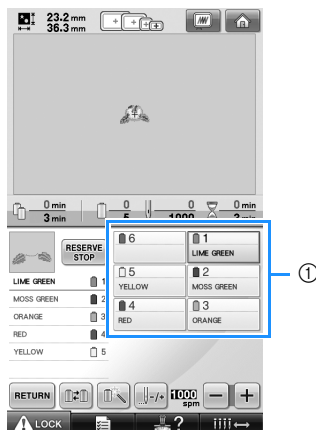 23.2 mm
36.3 mm
0 min
3 min
0
5
0
1000
0 min
3 min
RESERVE STOP
LIME GREEN 1
MOSS GREEN 2
ORANGE 3
RED 4
YELLOW 5
6
1
LIME GREEN
5
YELLOW
2
MOSS GREEN
4
RED
3
ORANGE
①
RETURN
-/+
1000
spm
− +
LOCK
?